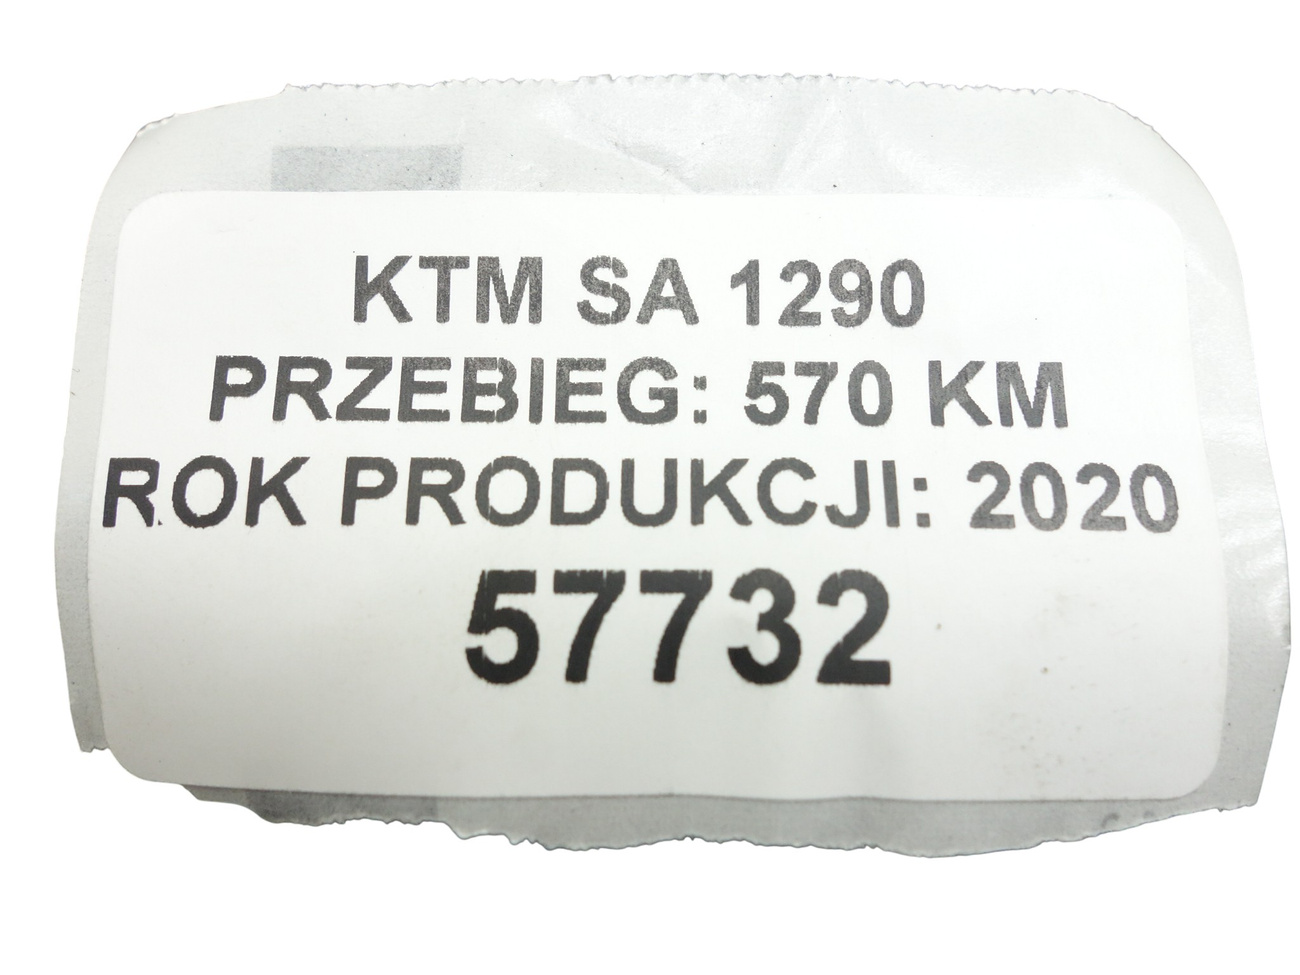 KTM SA 1290
PRZEBIEG: 570 KM
ROK PRODUKCJI: 2020
57732